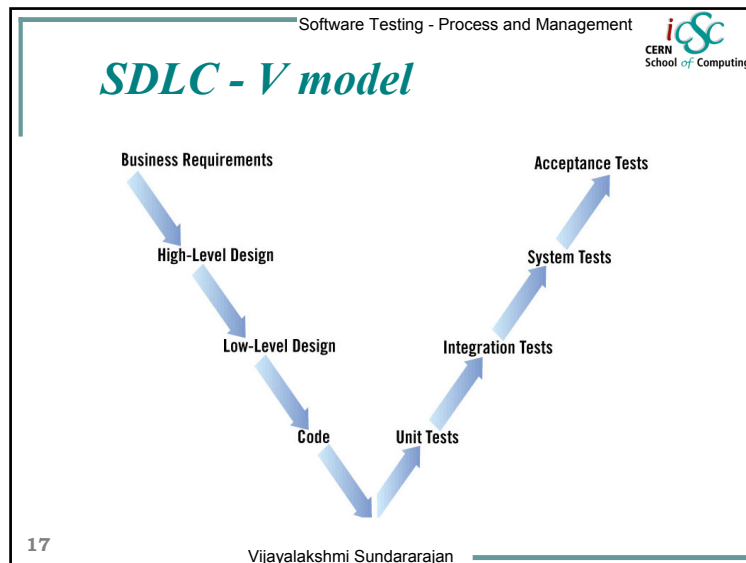 Software Testing - Process and Management
iCSC
CERN
School of Computing
SDLC - V model
Business Requirements
Acceptance Tests
High-Level Design
System Tests
Low-Level Design
Integration Tests
Code
Unit Tests
17
Vijayalakshmi Sundararajan